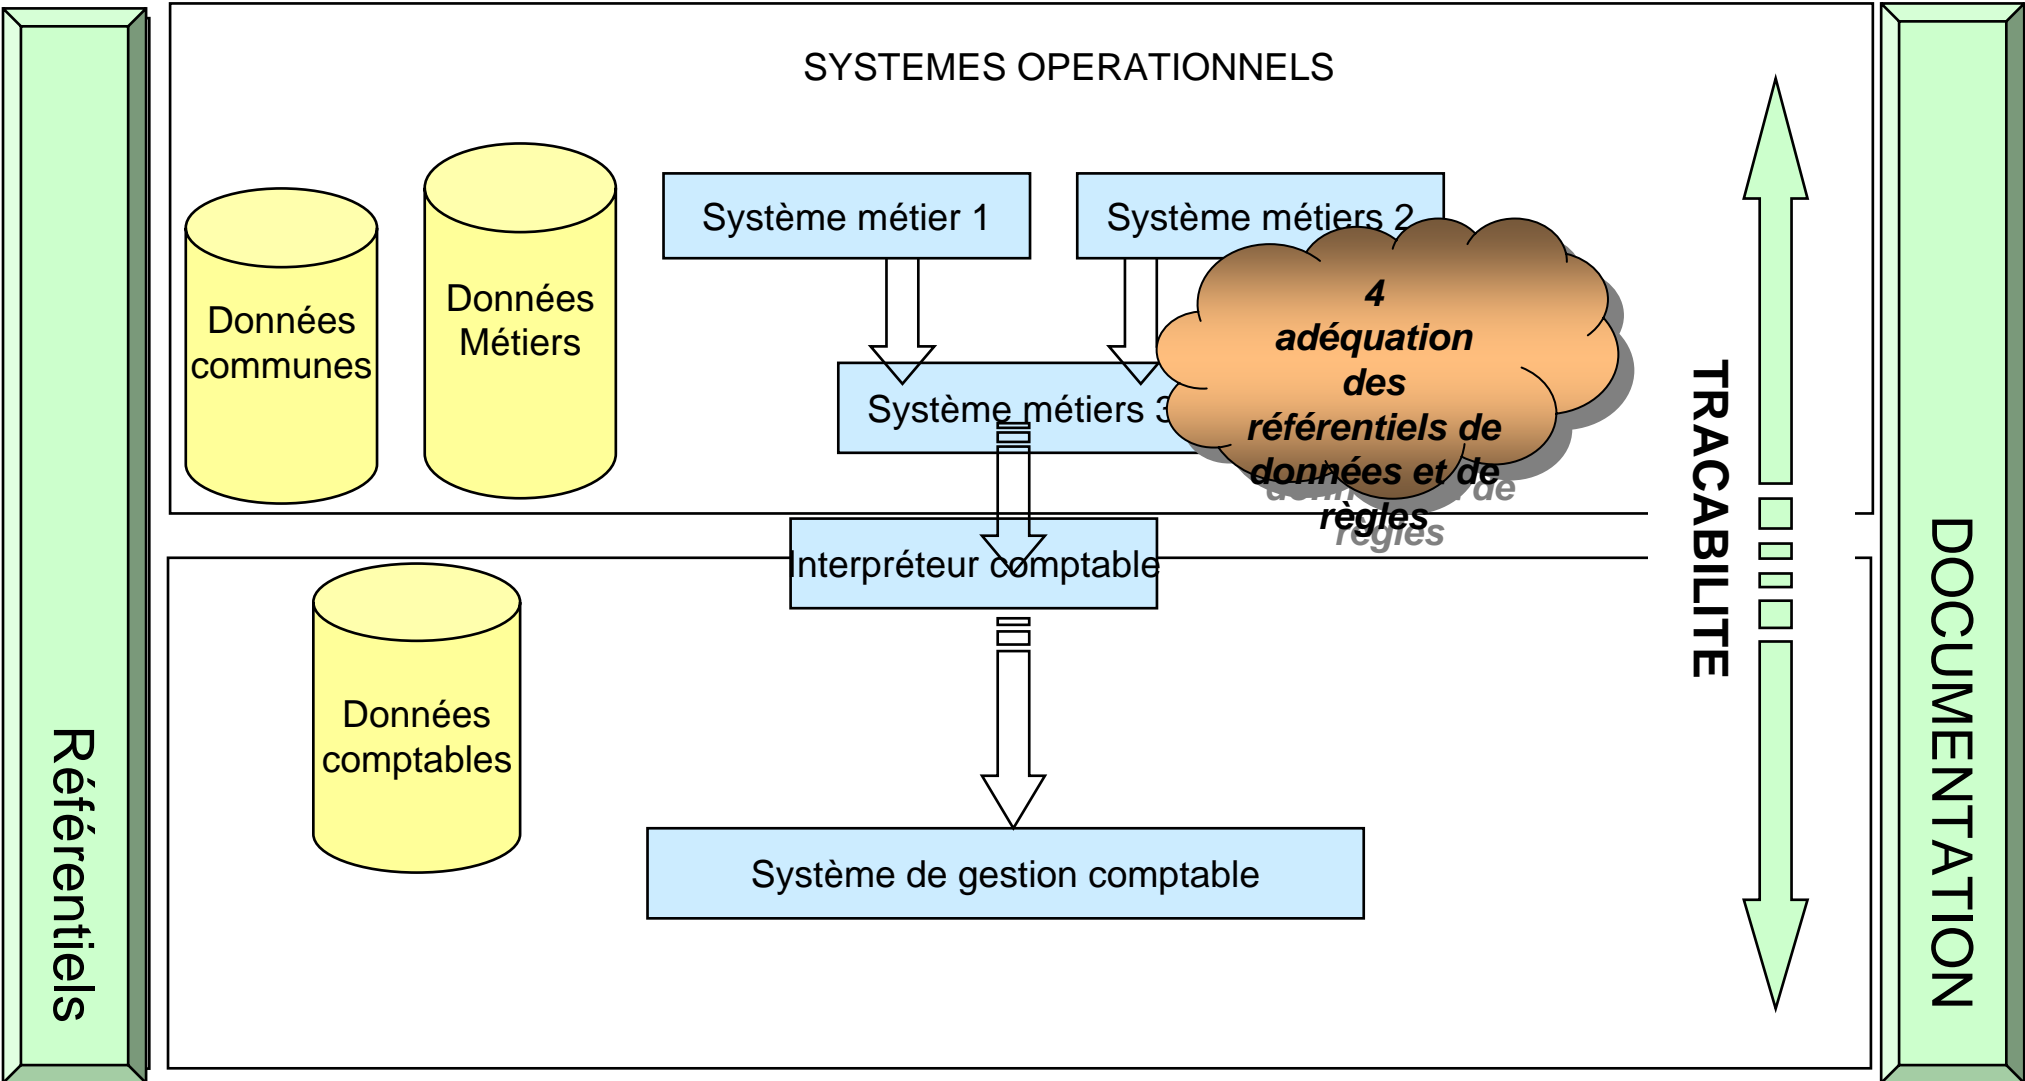 SYSTEMES OPERATIONNELS
Système métier 1
Système métiers 2
Données
communes
Données
Métiers
4
adéquation
des
référentiels de
données et de
règles
Système métiers 3
Interpréteur comptable
Données
comptables
Système de gestion comptable
Référentiels
TRACABILITE
DOCUMENTATION